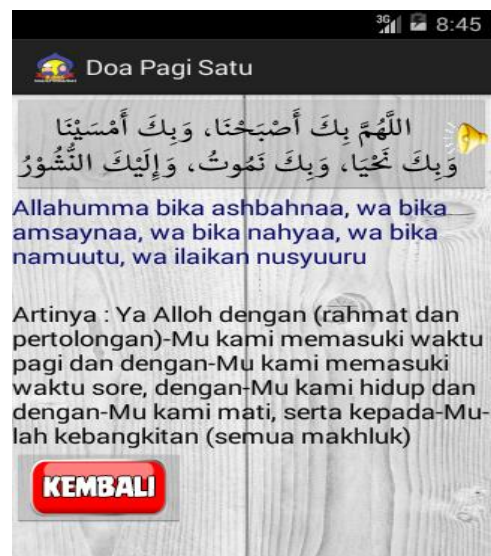 3G 8:45
Doa Pagi Satu
اللَّهُمَّ بِكَ أَصْبَحْنَا، وَبِكَ أَمْسَيْنَا
وَبِكَ نَحْيَا، وَبِكَ نَمُوتُ، وَإِلَيْكَ النُّشُوْرُ
Allahumma bika ashbahnaa, wa bika
amsaynaa, wa bika nahyaa, wa bika
namuutu, wa ilaikan nusyuuru
Artinya : Ya Alloh dengan (rahmat dan
pertolongan)-Mu kami memasuki waktu
pagi dan dengan-Mu kami memasuki
waktu sore, dengan-Mu kami hidup dan
dengan-Mu kami mati, serta kepada-Mu-
lah kebangkitan (semua makhluk)
KEMBALI